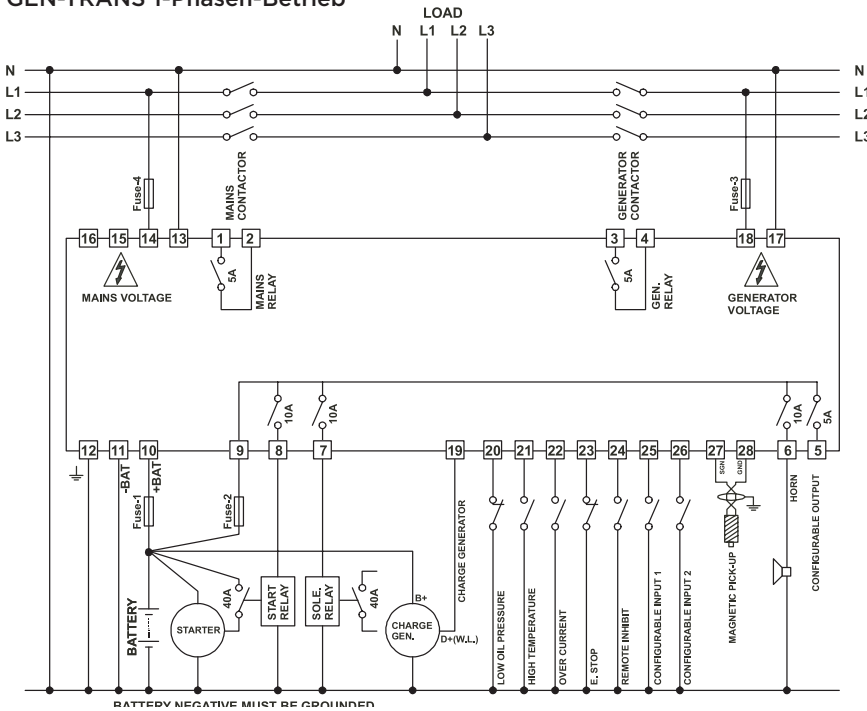 GEN-TRANS 1-Phasen-Betrieb
LOAD
N L1 L2 L3
N N
L1 L1
L2 L2
L3 L3
Fuse-4
MAINS
CONTACTOR
GENERATOR
CONTACTOR
Fuse-3
16 15 14 13 1 2 3 4 18 17
5A
MAINS
RELAY
5A
GEN.
RELAY
MAINS VOLTAGE
GENERATOR
VOLTAGE
10A 10A 10A 5A
12 11 10 9 8 7 19 20 21 22 23 24 25 26 27 28 6 5
-BAT
+BAT
SGN
GND
Fuse-1
Fuse-2
CHARGE GENERATOR
LOW OIL PRESSURE
HIGH TEMPERATURE
OVER CURRENT
E. STOP
REMOTE INHIBIT
CONFIGURABLE INPUT 1
CONFIGURABLE INPUT 2
MAGNETIC PICK-UP
HORN
CONFIGURABLE OUTPUT
BATTERY
STARTER
40A
START
RELAY
SOLE.
RELAY
40A
B+
CHARGE
GEN.
D+(W.L.)
BATTERY NEGATIVE MUST BE GROUNDED